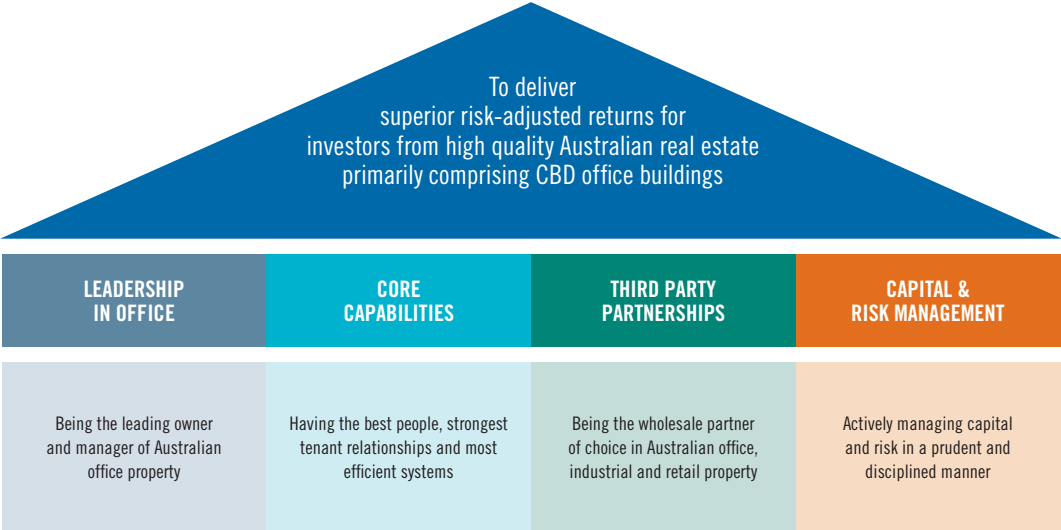 To deliver
superior risk-adjusted returns for
investors from high quality Australian real estate
primarily comprising CBD office buildings
LEADERSHIP
IN OFFICE
CORE
CAPABILITIES
THIRD PARTY
PARTNERSHIPS
CAPITAL &
RISK MANAGEMENT
Being the leading owner
and manager of Australian
office property
Having the best people, strongest
tenant relationships and most
efficient systems
Being the wholesale partner
of choice in Australian office,
industrial and retail property
Actively managing capital
and risk in a prudent and
disciplined manner